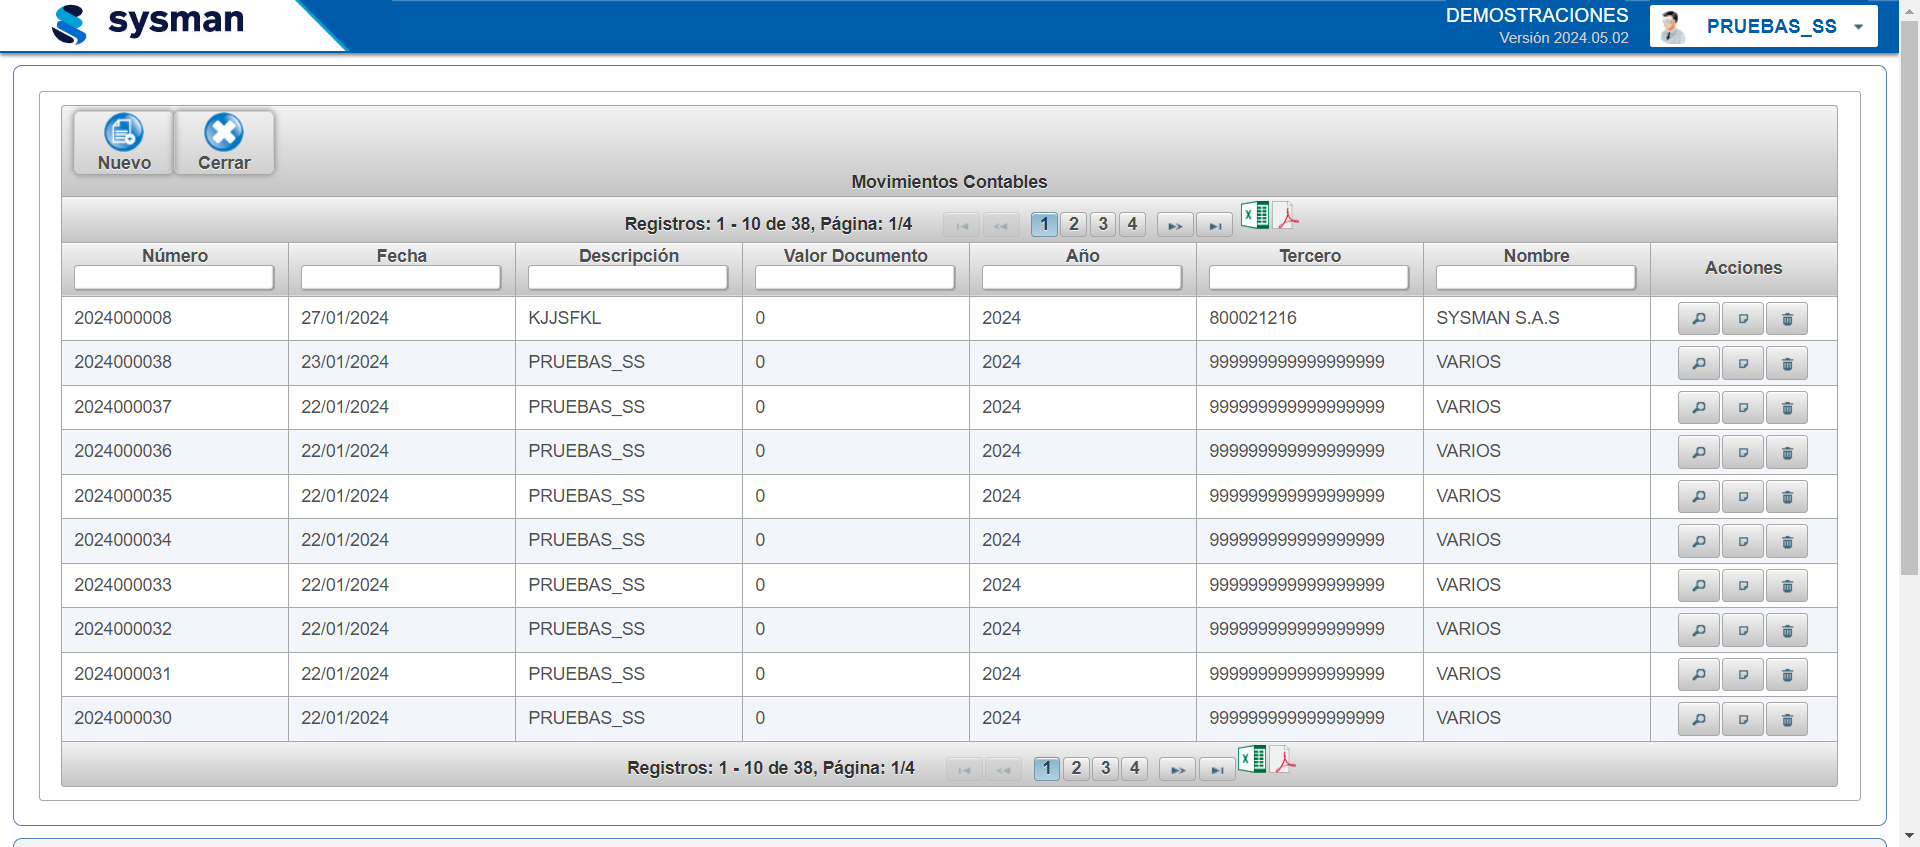 sysman
DEMOSTRACIONES
Versión 2024.05.02
PRUEBAS_SS
Nuevo
Cerrar
Movimientos Contables
Registros: 1 - 10 de 38, Página: 1/4 1 2 3 4
Número Fecha Descripción Valor Documento Año Tercero Nombre Acciones
2024000008 27/01/2024 KJJSFKL 0 2024 800021216 SYSMAN S.A.S
2024000038 23/01/2024 PRUEBAS_SS 0 2024 999999999999999999 VARIOS
2024000037 22/01/2024 PRUEBAS_SS 0 2024 999999999999999999 VARIOS
2024000036 22/01/2024 PRUEBAS_SS 0 2024 999999999999999999 VARIOS
2024000035 22/01/2024 PRUEBAS_SS 0 2024 999999999999999999 VARIOS
2024000034 22/01/2024 PRUEBAS_SS 0 2024 999999999999999999 VARIOS
2024000033 22/01/2024 PRUEBAS_SS 0 2024 999999999999999999 VARIOS
2024000032 22/01/2024 PRUEBAS_SS 0 2024 999999999999999999 VARIOS
2024000031 22/01/2024 PRUEBAS_SS 0 2024 999999999999999999 VARIOS
2024000030 22/01/2024 PRUEBAS_SS 0 2024 999999999999999999 VARIOS
Registros: 1 - 10 de 38, Página: 1/4 1 2 3 4